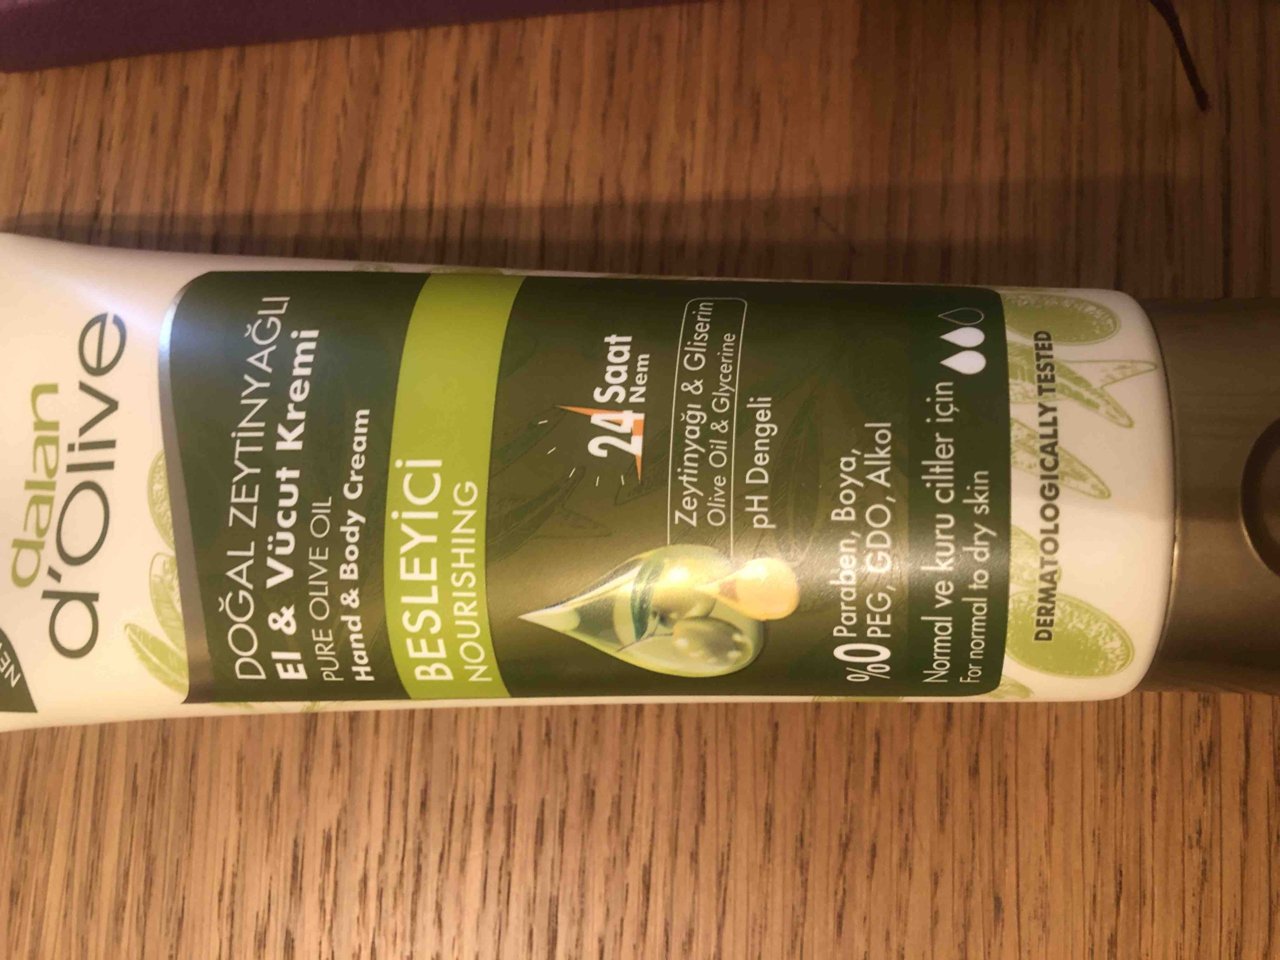 NEW
dalan
d'Olive
DOĞAL ZEYTİNYAĞLI
El & Vücut Kremi
PURE OLIVE OIL
Hand & Body Cream
BESLEYİCİ
NOURISHING
24 Saat
Nem
Zeytinyağı & Gliserin
Olive Oil & Glycerine
pH Dengeli
%0 Paraben, Boya,
PEG, GDO, Alkol
Normal ve kuru ciltler için
For normal to dry skin
DERMATOLOGICALLY TESTED